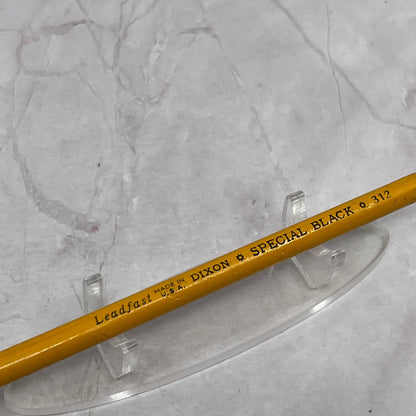 Leadfast MADE IN U.S.A. DIXON ✡ SPECIAL BLACK ✡ 312